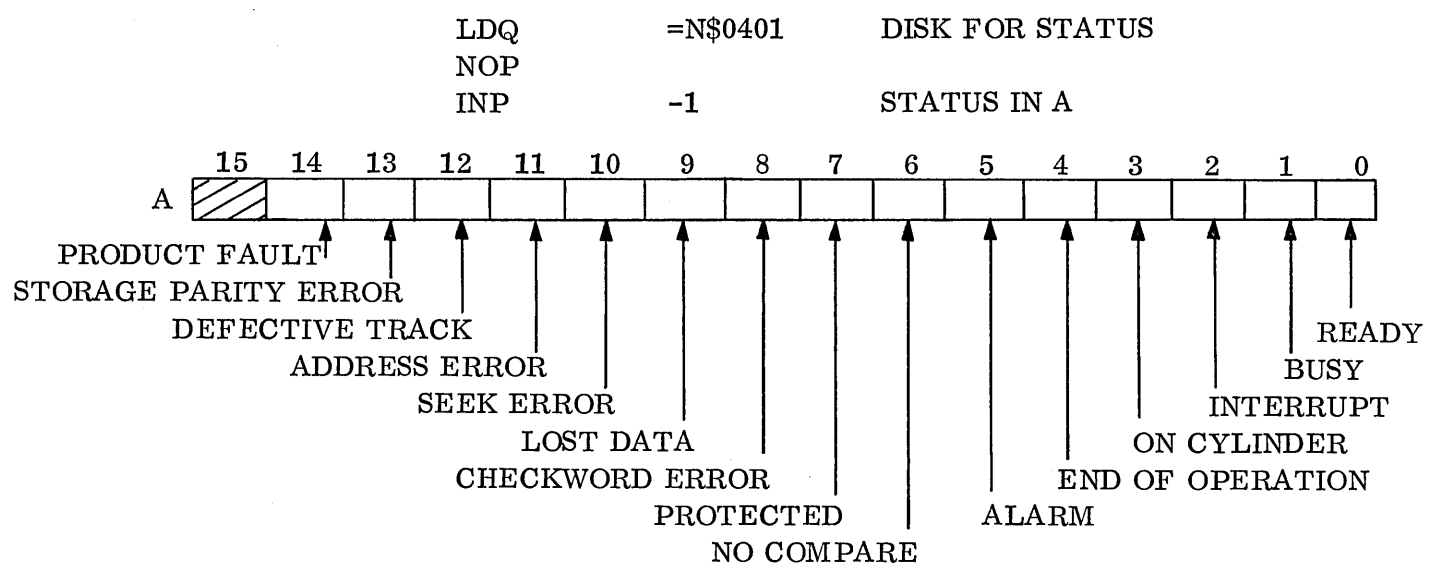 LDQ =N$0401 DISK FOR STATUS
NOP
INP -1 STATUS IN A
15 14 13 12 11 10 9 8 7 6 5 4 3 2 1 0
A
PRODUCT FAULT
STORAGE PARITY ERROR
DEFECTIVE TRACK
READY
ADDRESS ERROR
BUSY
SEEK ERROR
INTERRUPT
LOST DATA
ON CYLINDER
CHECKWORD ERROR
END OF OPERATION
PROTECTED
ALARM
NO COMPARE